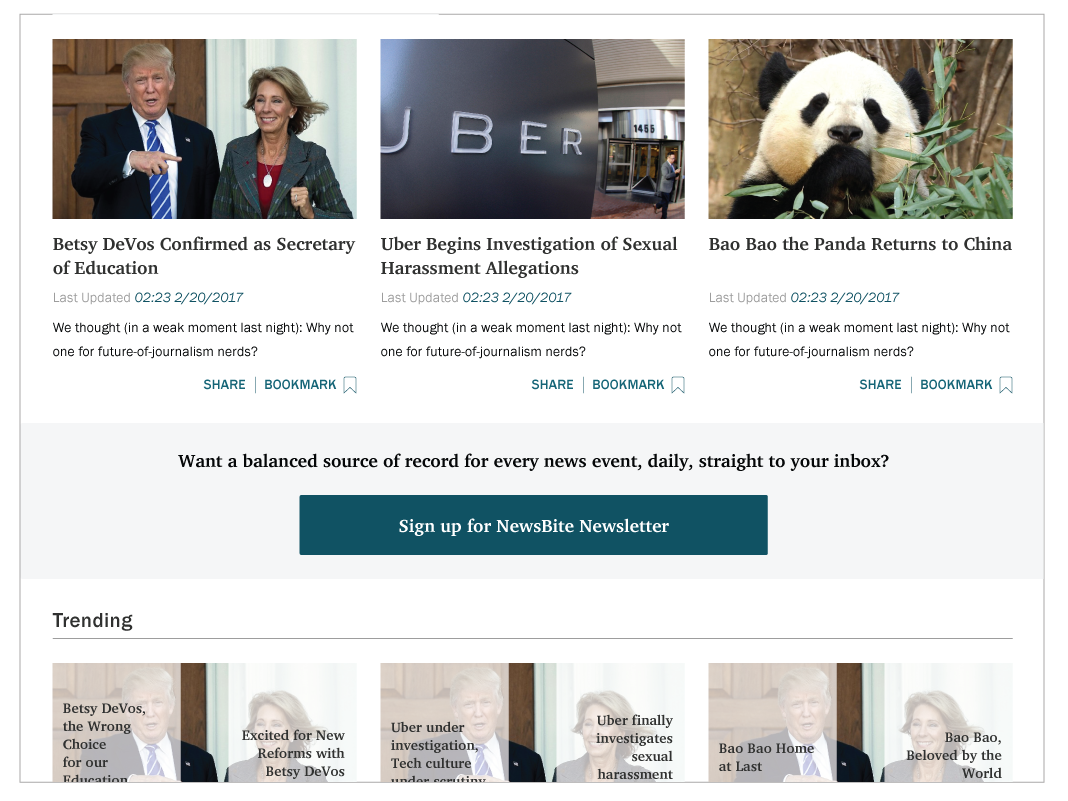 UBER
1455
Betsy DeVos Confirmed as Secretary
of Education
Last Updated 02:23 2/20/2017
We thought (in a weak moment last night): Why not
one for future-of-journalism nerds?
SHARE | BOOKMARK
Uber Begins Investigation of Sexual
Harassment Allegations
Last Updated 02:23 2/20/2017
We thought (in a weak moment last night): Why not
one for future-of-journalism nerds?
SHARE | BOOKMARK
Bao Bao the Panda Returns to China
Last Updated 02:23 2/20/2017
We thought (in a weak moment last night): Why not
one for future-of-journalism nerds?
SHARE | BOOKMARK
Want a balanced source of record for every news event, daily, straight to your inbox?
Sign up for NewsBite Newsletter
Trending
Betsy DeVos,
the Wrong
Choice
for our
Education
Excited for New
Reforms with
Betsy DeVos
Uber under
investigation,
Tech culture
under scrutiny
Uber finally
investigates
sexual
harassment
Bao Bao Home
at Last
Bao Bao,
Beloved by the
World